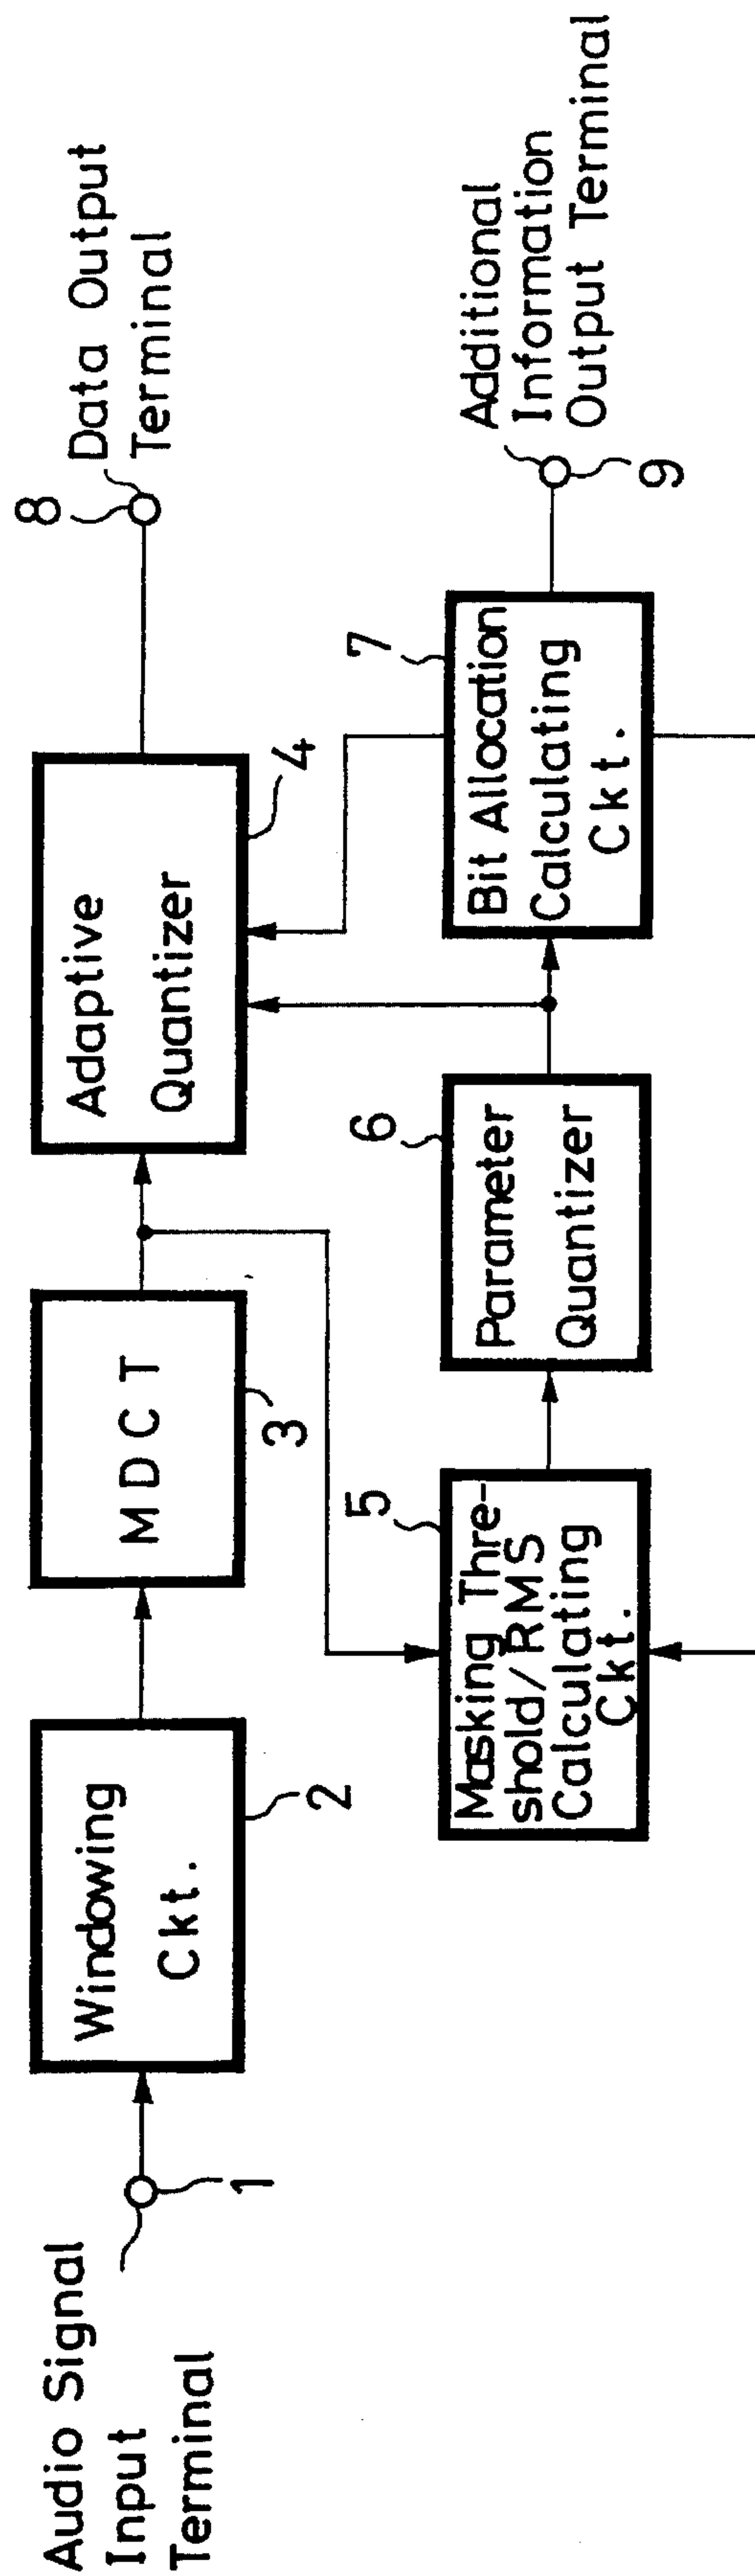 Audio Signal
Input
Terminal
1
Windowing
Ckt.
2
M D C T
3
Adaptive
Quantizer
4
8
Data Output
Terminal
Masking Thre-
shold/RMS
Calculating
Ckt.
5
Parameter
Quantizer
6
Bit Allocation
Calculating
Ckt.
7
Additional
Information
Output Terminal
9